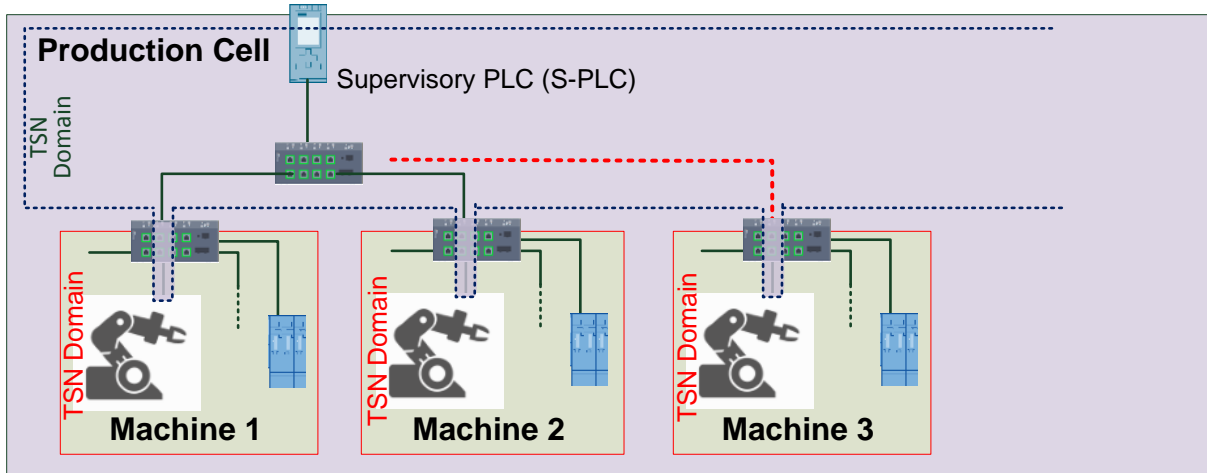 Production Cell
Supervisory PLC (S-PLC)
TSN
Domain
TSN Domain
TSN Domain
TSN Domain
Machine 1
Machine 2
Machine 3